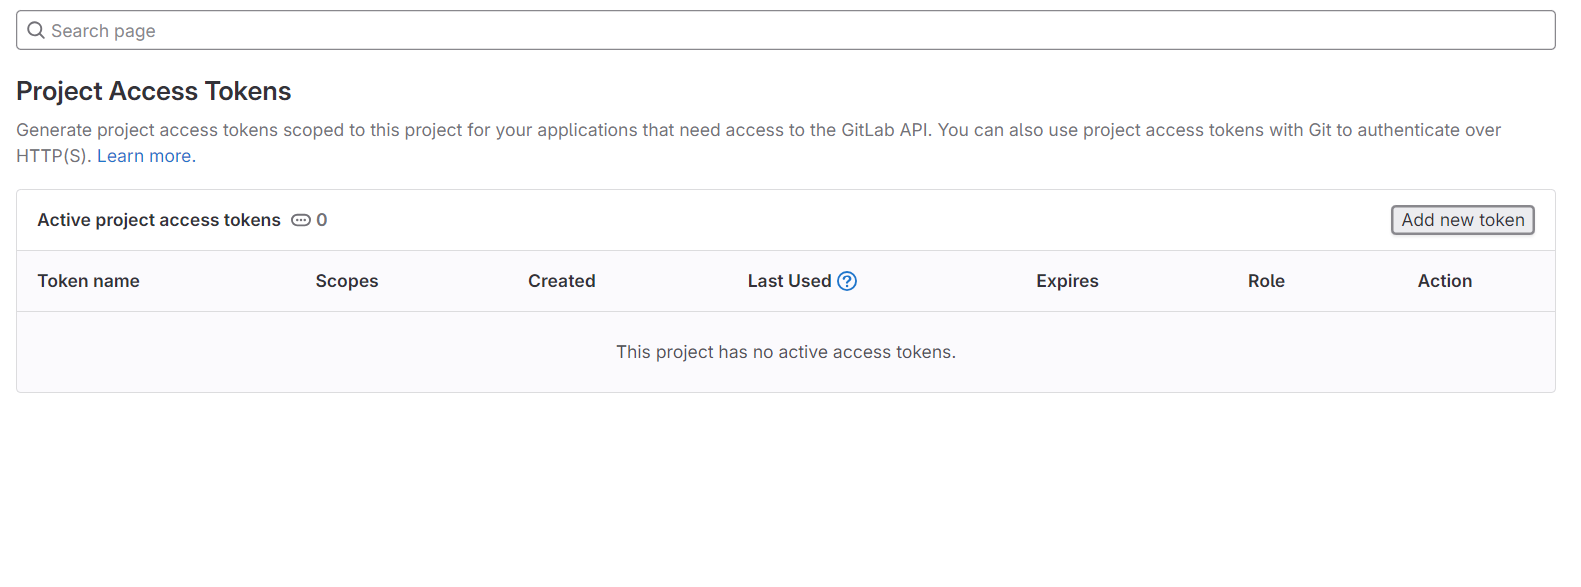 Search page
Project Access Tokens
Generate project access tokens scoped to this project for your applications that need access to the GitLab API. You can also use project access tokens with Git to authenticate over
HTTP(S). Learn more.
Active project access tokens 0
Add new token
Token name Scopes Created Last Used Expires Role Action
This project has no active access tokens.